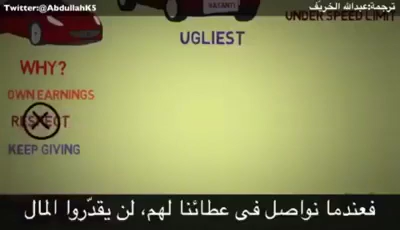 Twitter:@AbdullahKS
ترجمة:عبدالله الخريف
UNDER SPEED LIMIT
UGLIEST
WHY?
OWN EARNINGS
RESPECT
KEEP GIVING
فعندما نواصل في عطائنا لهم، لن يقدّروا المال